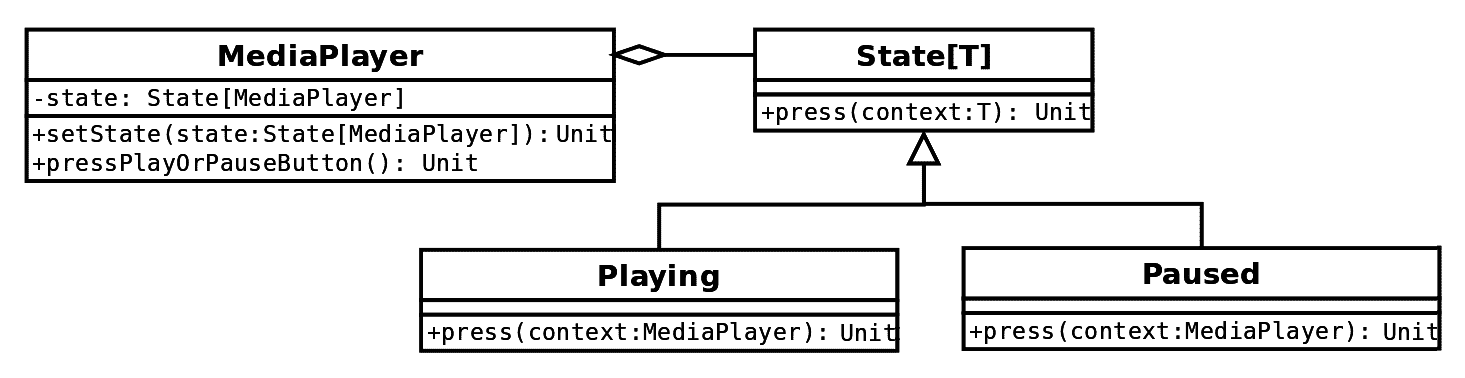 MediaPlayer
-state: State[MediaPlayer]
+setState(state:State[MediaPlayer]): Unit
+pressPlayOrPauseButton(): Unit
State[T]
+press(context:T): Unit
Playing
+press(context:MediaPlayer): Unit
Paused
+press(context:MediaPlayer): Unit